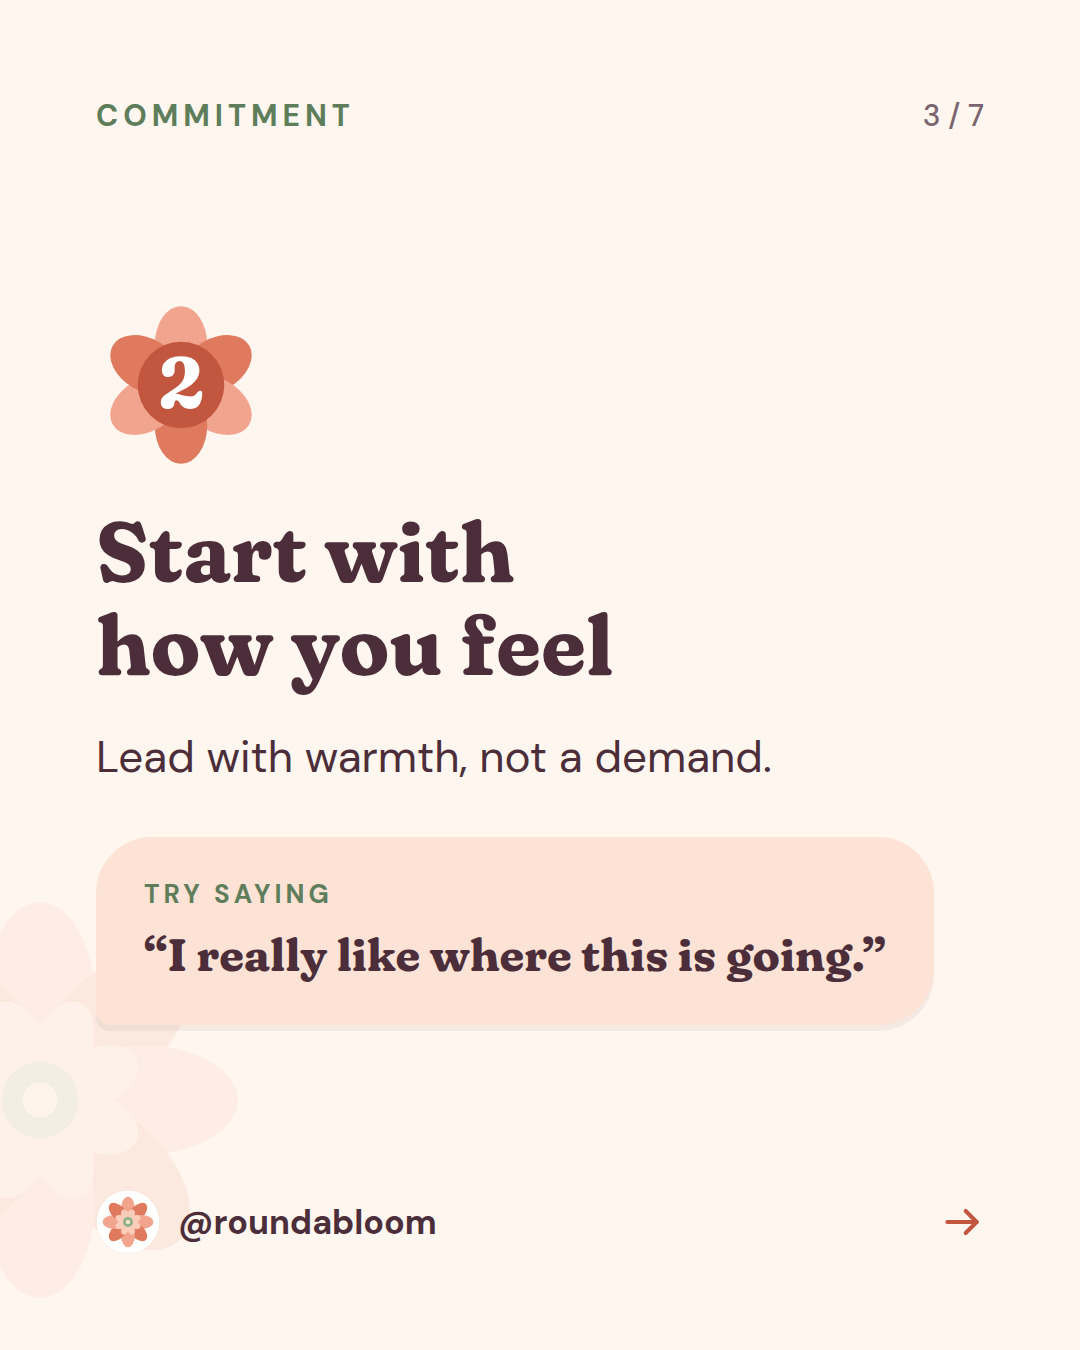 COMMITMENT
3 / 7
2
Start with
how you feel
Lead with warmth, not a demand.
TRY SAYING
“I really like where this is going.”
@roundabloom